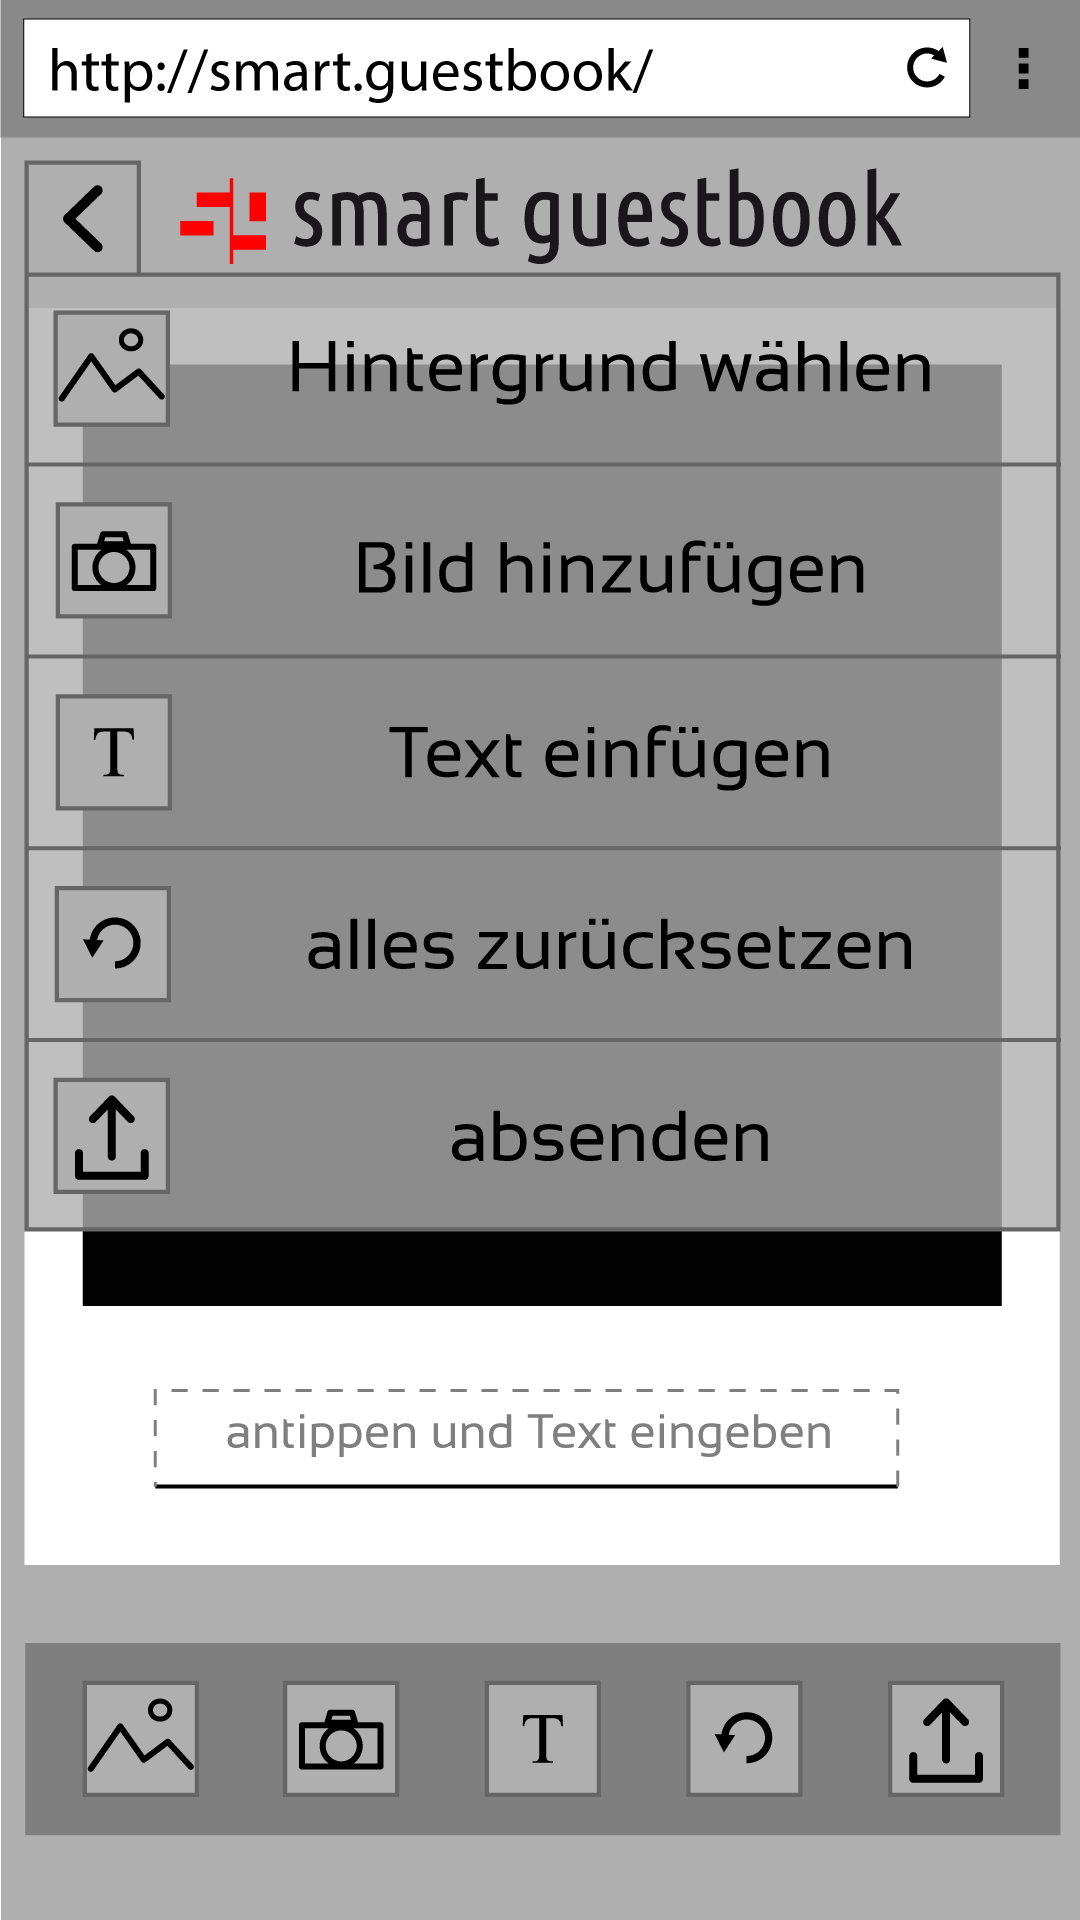 http://smart.guestbook/
smart guestbook
Hintergrund wählen
Bild hinzufügen
T
Text einfügen
alles zurücksetzen
absenden
antippen und Text eingeben
T